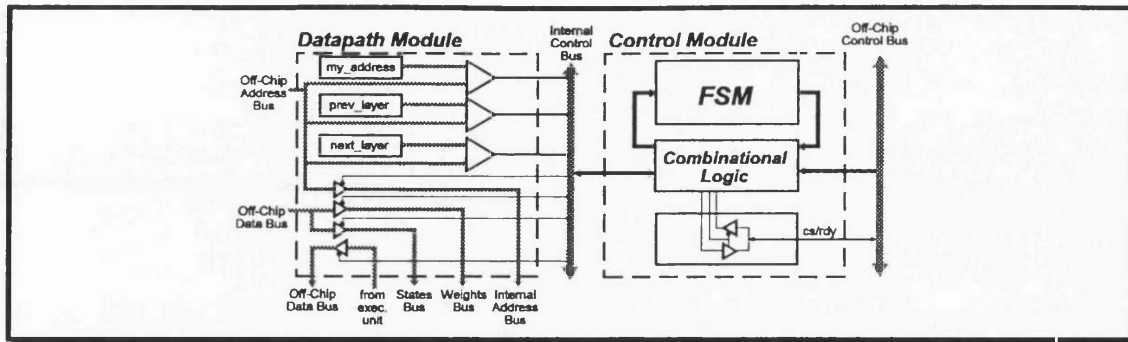 Datapath Module
my_address
prev_layer
next_layer
Off-Chip
Address
Bus
Off-Chip
Data Bus
Off-Chip
Data Bus
from
exec.
unit
States
Bus
Weights
Bus
Internal
Address
Bus
Internal
Control
Bus
Control Module
FSM
Combinational
Logic
cs/rdy
Off-Chip
Control Bus